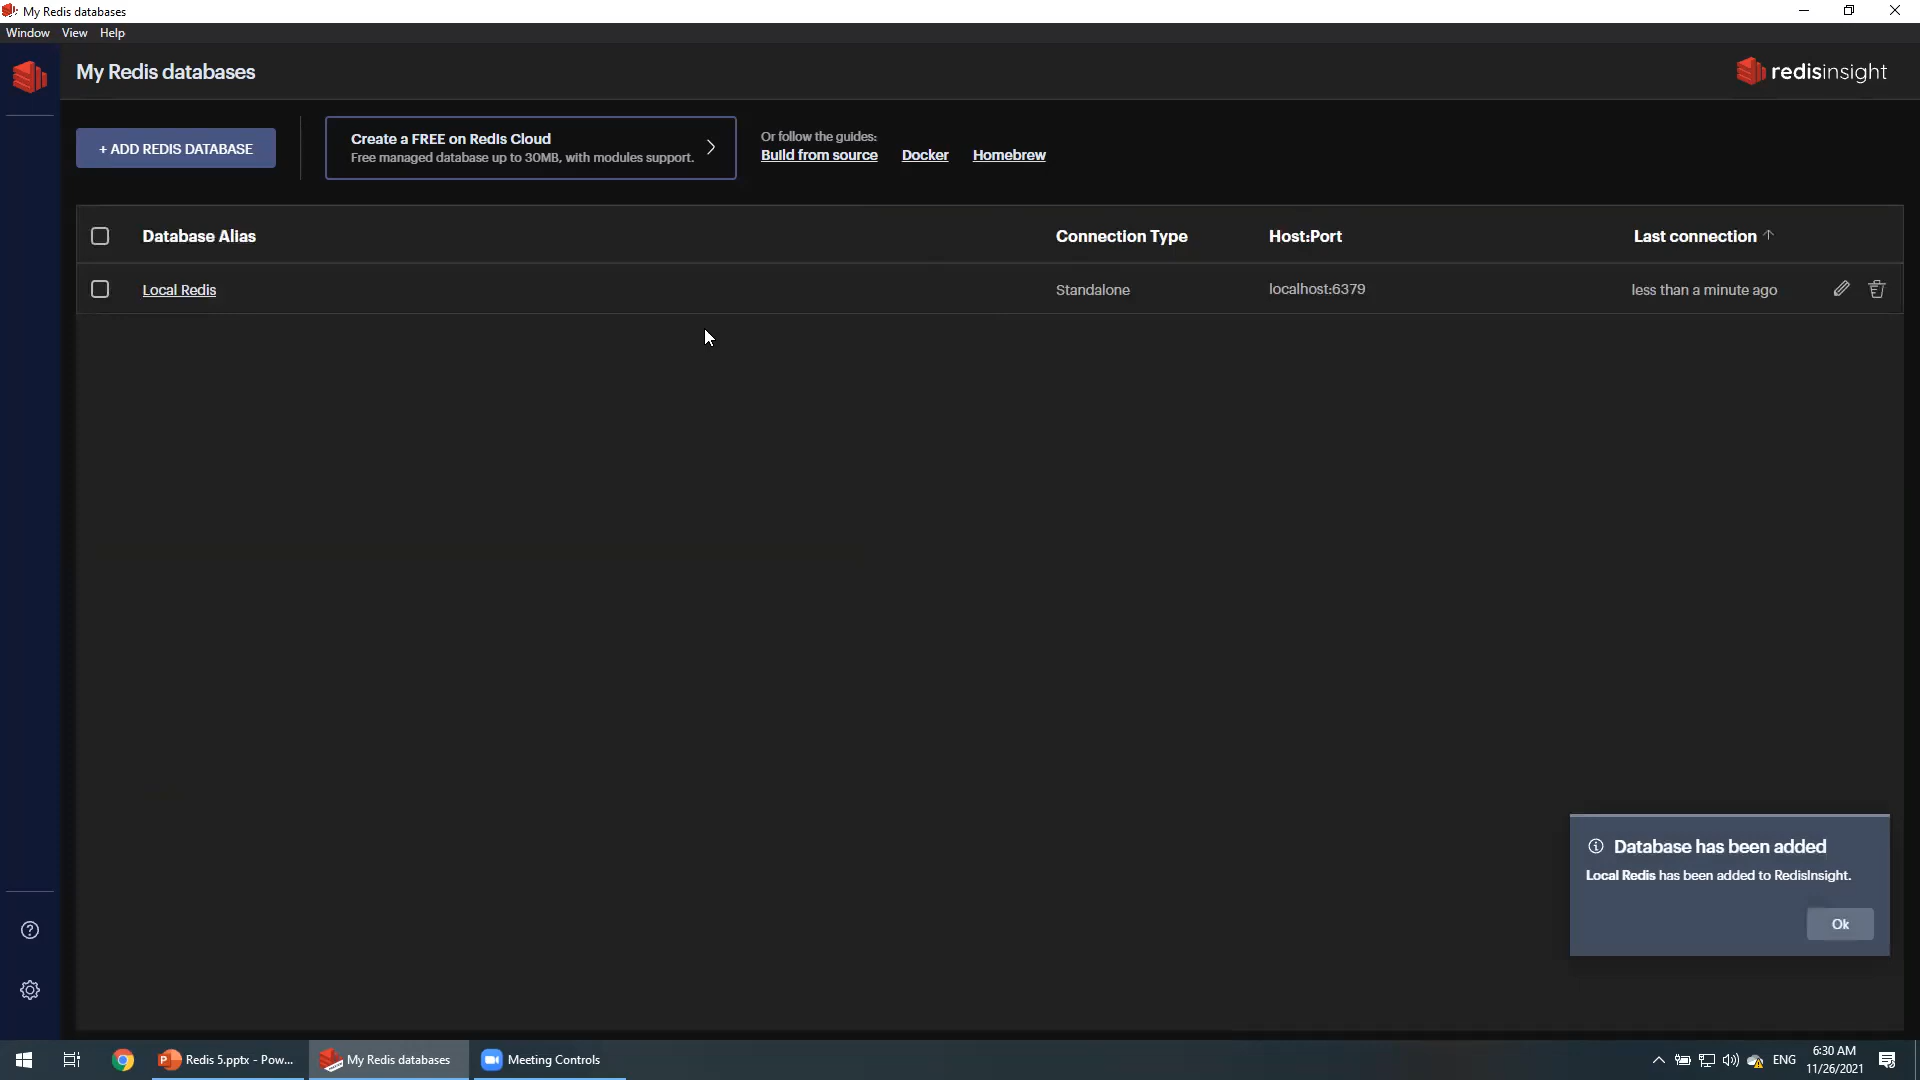 My Redis databases
Window View Help
My Redis databases
redisinsight
+ ADD REDIS DATABASE
Create a FREE on Redis Cloud
Free managed database up to 30MB, with modules support.
Or follow the guides:
Build from source Docker Homebrew
Database Alias Connection Type Host:Port Last connection
Local Redis Standalone localhost:6379 less than a minute ago
Database has been added
Local Redis has been added to RedisInsight.
Ok
Redis 5.pptx - Pow... My Redis databases Meeting Controls ENG 6:30 AM
11/26/2021